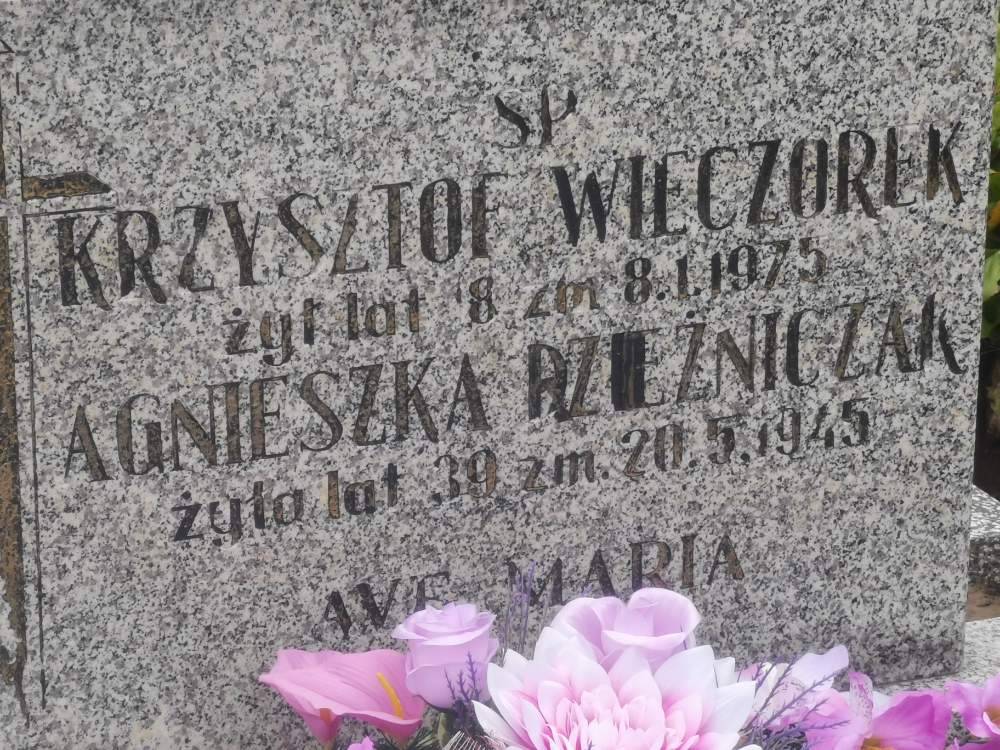 SP
KRZYSZTOF WIECZOREK
żył lat 18 zm 8.1.1975
AGNIESZKA RZEŹNICZAK
żyła lat 39 zm. 20.5.1945
AVE MARIA